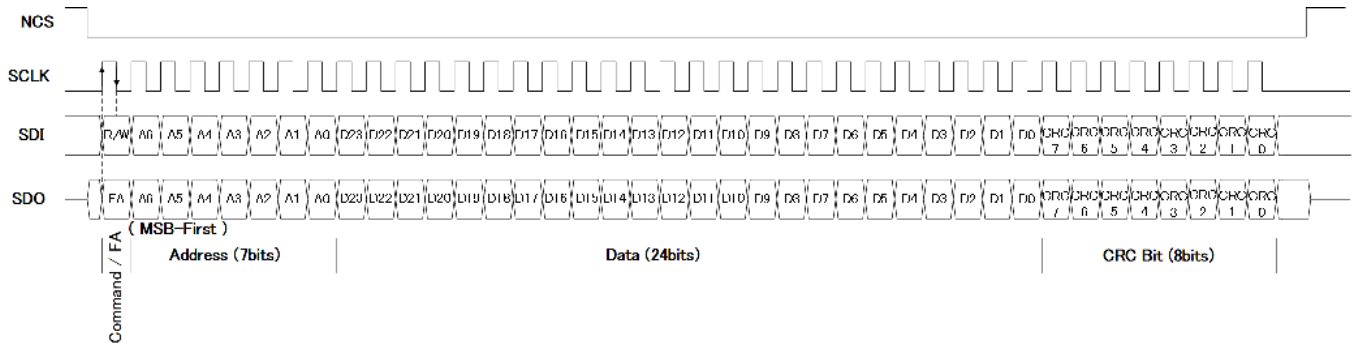 NCS
SCLK
SDI R/W A6 A5 A4 A3 A2 A1 A0 D23 D22 D21 D20 D19 D18 D17 D16 D15 D14 D13 D12 D11 D10 D9 D8 D7 D6 D5 D4 D3 D2 D1 D0 CRC 7 CRC 6 CRC 5 CRC 4 CRC 3 CRC 2 CRC 1 CRC 0
SDO FA A6 A5 A4 A3 A2 A1 A0 D23 D22 D21 D20 D19 D18 D17 D16 D15 D14 D13 D12 D11 D10 D9 D8 D7 D6 D5 D4 D3 D2 D1 D0 CRC 7 CRC 6 CRC 5 CRC 4 CRC 3 CRC 2 CRC 1 CRC 0
( MSB-First )
Command / FA
Address (7bits) Data (24bits) CRC Bit (8bits)